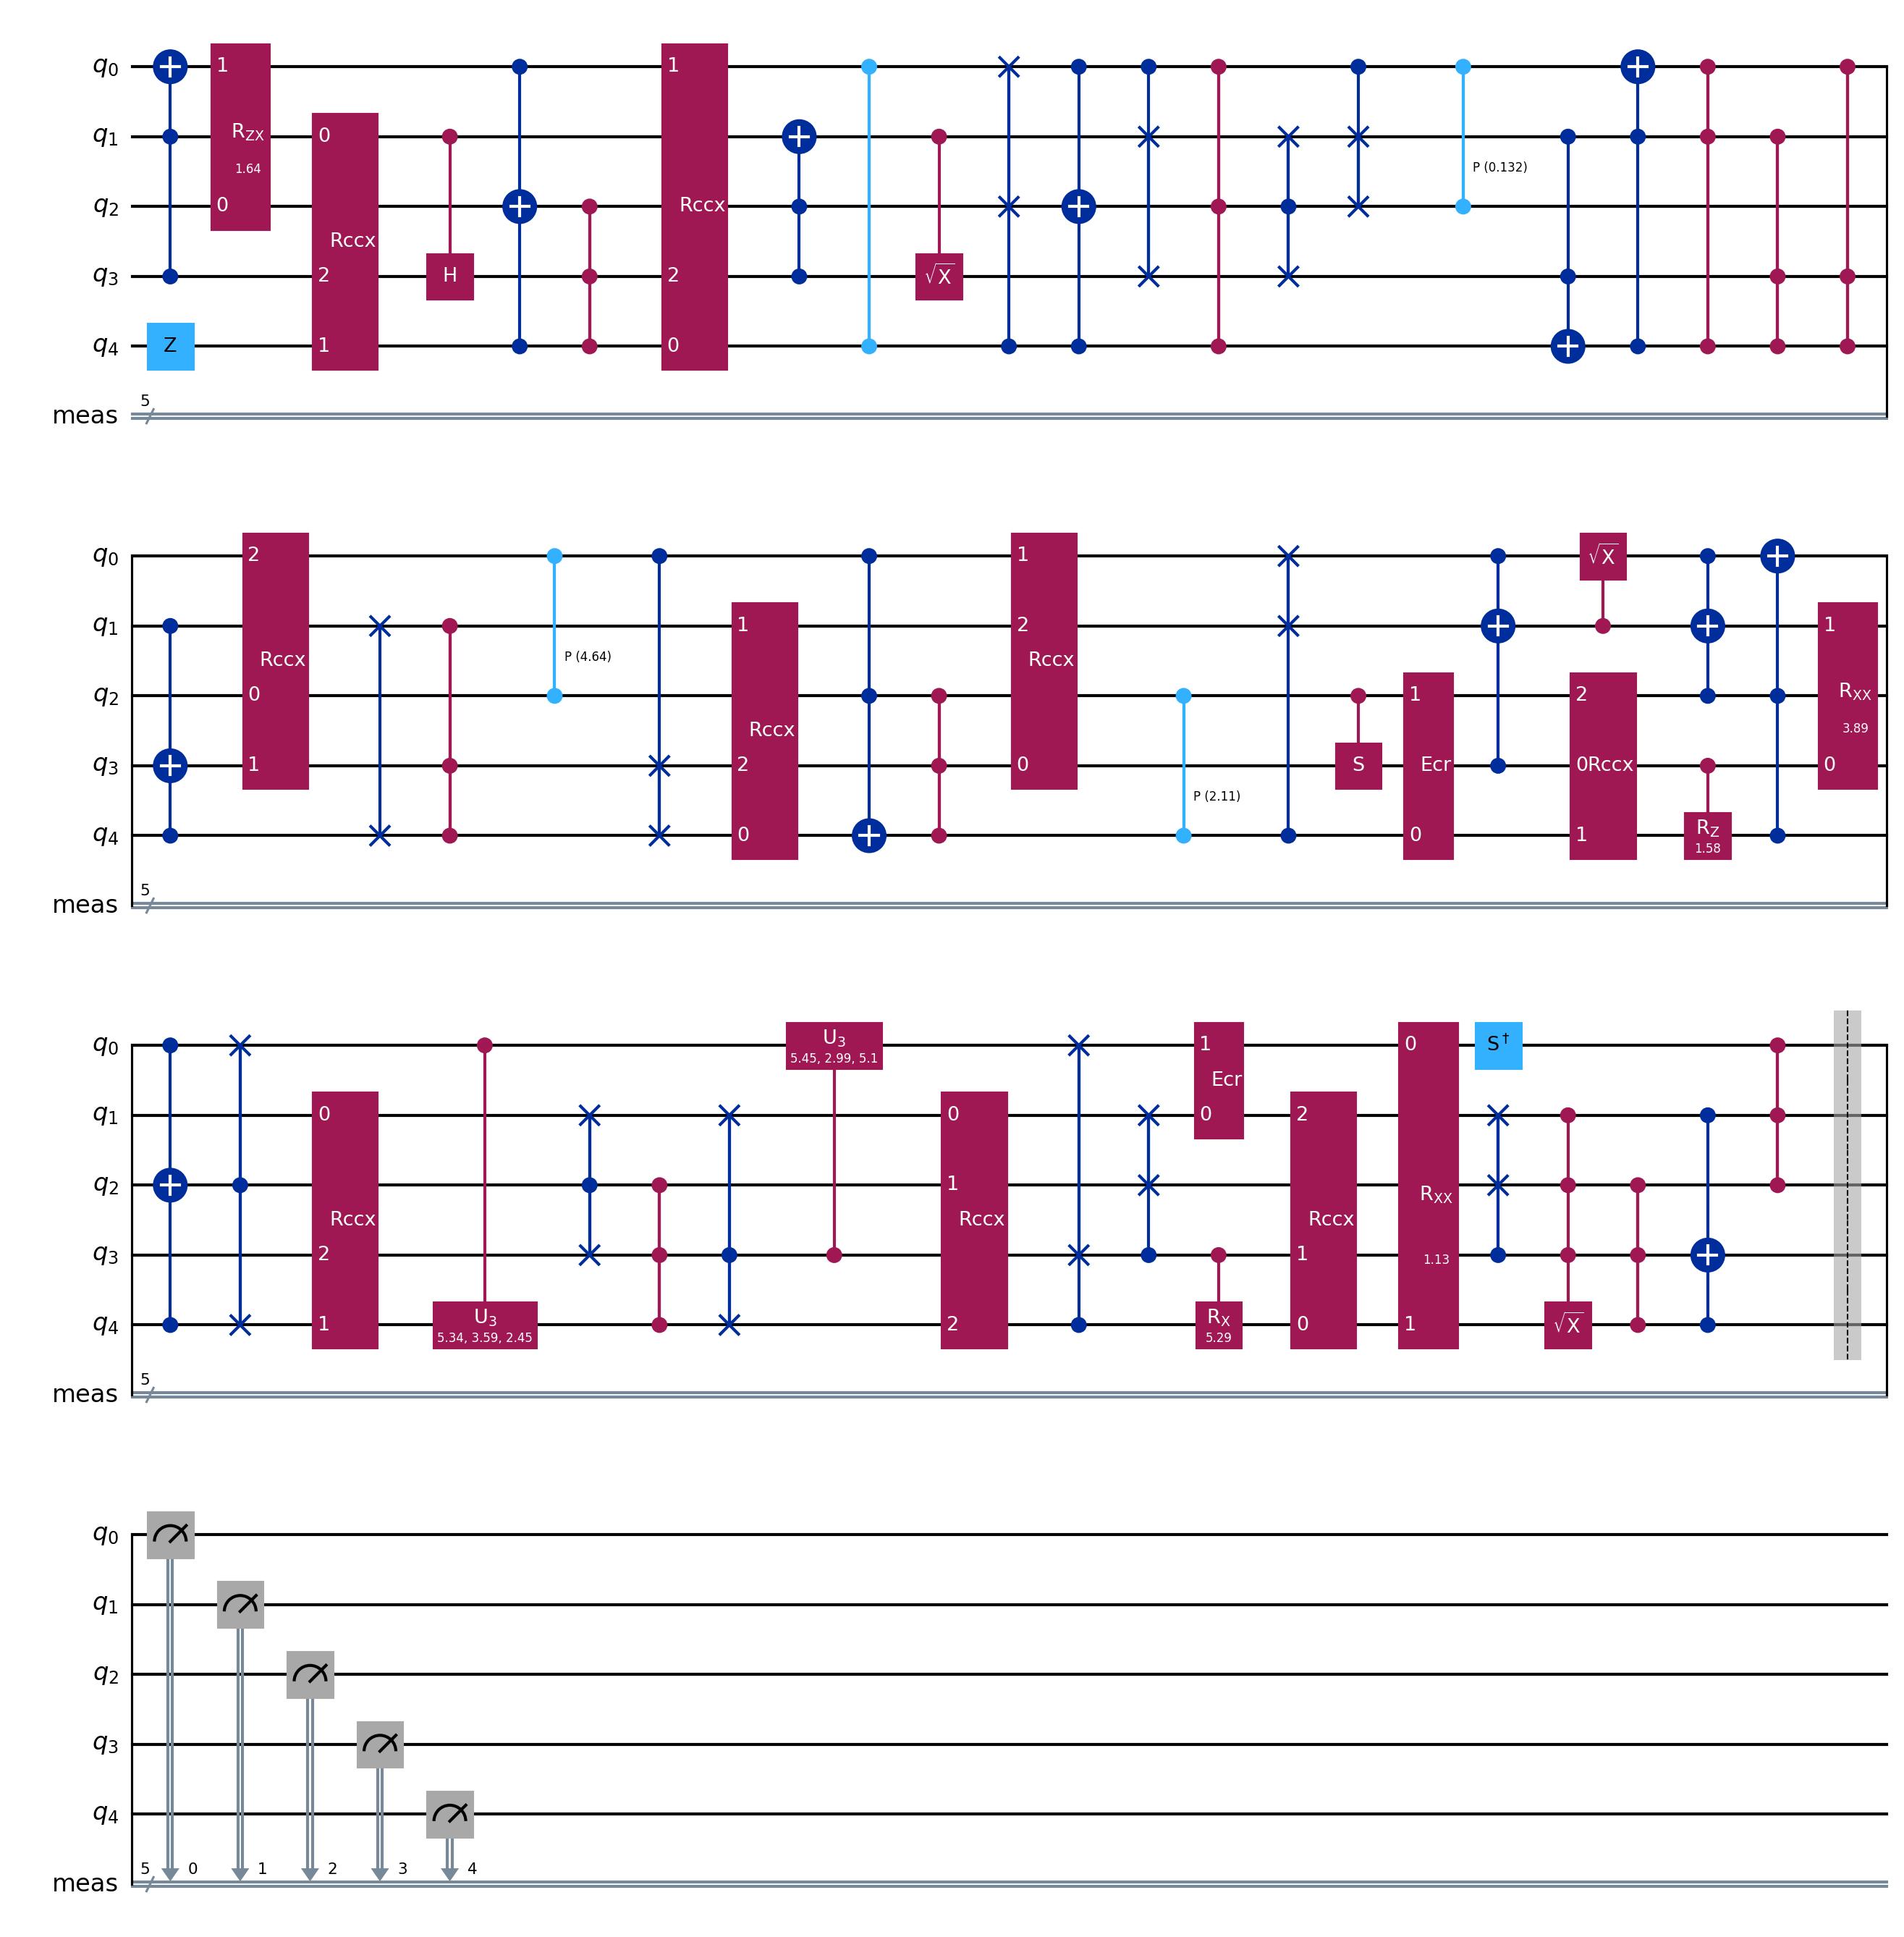 q0 1 1
q1 RZX 1.64 0 P (0.132)
q2 0 Rccx Rccx
q3 2 H 2 √X
q4 Z 1 0
meas 5
q0 2 1 √X
q1 Rccx 1 Rccx 2 1
P (4.64)
q2 0 Rccx 1 2 RXX 3.89
q3 1 2 0 S Ecr 0Rccx 0
P (2.11)
q4 0 0 1 RZ 1.58
meas 5
q0 U3 5.45, 2.99, 5.1 1 Ecr 0 S†
q1 0 0 0 2
q2 Rccx 1 Rccx Rccx RXX 1.13
q3 2 1
q4 1 U3 5.34, 3.59, 2.45 2 RX 5.29 0 1 √X
meas 5
q0
q1
q2
q3
q4
meas 5 0 1 2 3 4